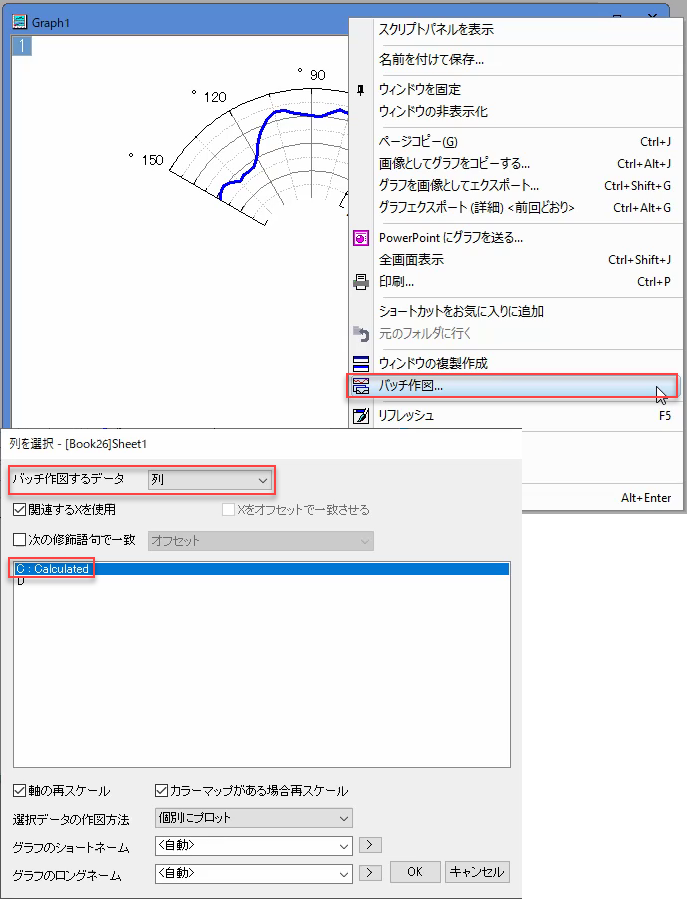 Graph1
1
° 90
° 120
° 150
スクリプトパネルを表示
名前を付けて保存...
ウィンドウを固定
ウィンドウの非表示化
ページコピー(G) Ctrl+J
画像としてグラフをコピーする... Ctrl+Alt+J
グラフを画像としてエクスポート... Ctrl+Shift+G
グラフエクスポート (詳細) <前回どおり> Ctrl+Alt+G
PowerPoint にグラフを送る...
全画面表示 Ctrl+Shift+J
印刷... Ctrl+P
ショートカットをお気に入りに追加
元のフォルダに行く
ウィンドウの複製作成
バッチ作図...
リフレッシュ F5
Alt+Enter
列を選択 - [Book26]Sheet1
バッチ作図するデータ 列
関連するXを使用 Xをオフセットで一致させる
次の修飾語句で一致 オフセット
C : Calculated
D
軸の再スケール カラーマップがある場合再スケール
選択データの作図方法 個別にプロット
グラフのショートネーム <自動> >
グラフのロングネーム <自動> > OK キャンセル